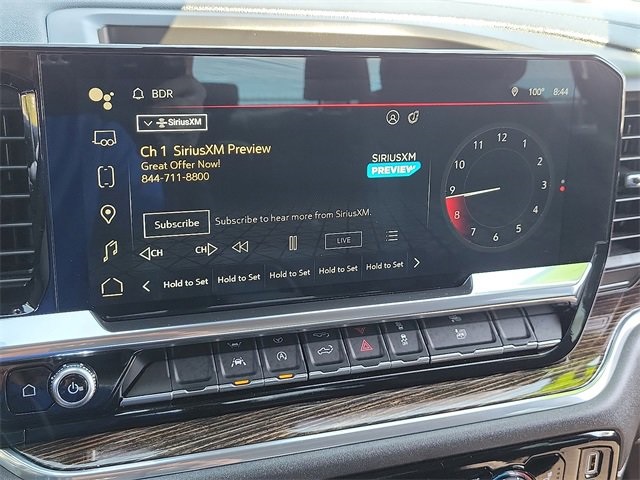 BDR
100° 8:44
SiriusXM
Ch 1 SiriusXM Preview
Great Offer Now!
844-711-8800
SIRIUSXM
PREVIEW
Subscribe
Subscribe to hear more from SiriusXM.
CH
CH
LIVE
Hold to Set
Hold to Set
Hold to Set
Hold to Set
Hold to Set
12
1
2
3
4
5
6
7
8
9
10
11